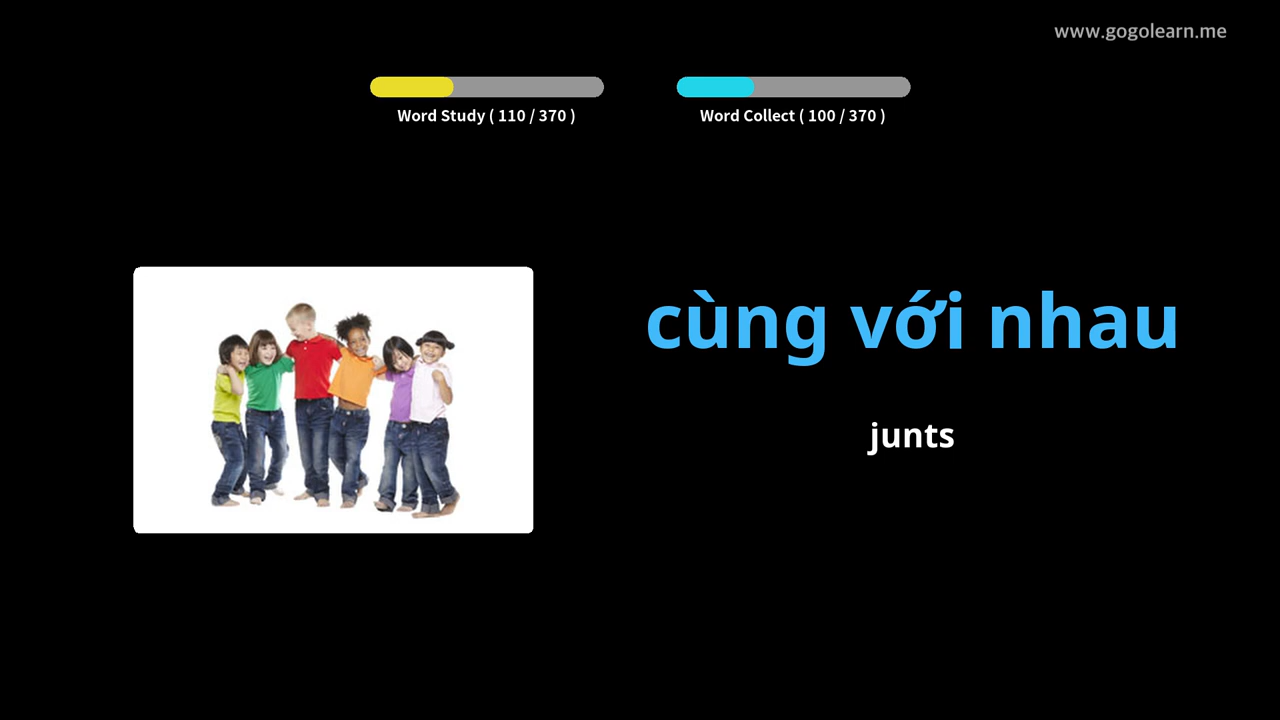 www.gogolearn.me
Word Study ( 110 / 370 )
Word Collect ( 100 / 370 )
cùng với nhau
junts